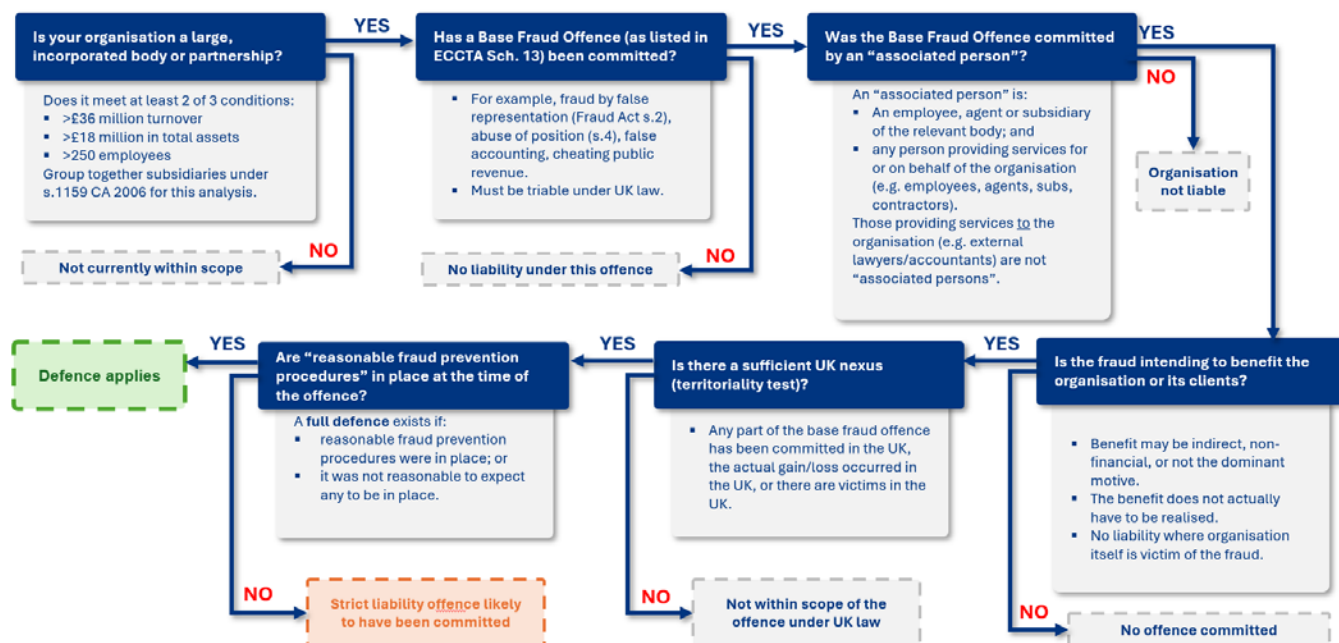 Is your organisation a large,
incorporated body or partnership?
YES
Does it meet at least 2 of 3 conditions:
▪ >£36 million turnover
▪ >£18 million in total assets
▪ >250 employees
Group together subsidiaries under
s.1159 CA 2006 for this analysis.
NO
Not currently within scope
Has a Base Fraud Offence (as listed in
ECCTA Sch. 13) been committed?
YES
▪ For example, fraud by false
representation (Fraud Act s.2),
abuse of position (s.4), false
accounting, cheating public
revenue.
▪ Must be triable under UK law.
NO
No liability under this offence
Was the Base Fraud Offence committed
by an “associated person”?
YES
NO
An “associated person” is:
▪ An employee, agent or subsidiary
of the relevant body; and
▪ any person providing services for
or on behalf of the organisation
(e.g. employees, agents, subs,
contractors).
Those providing services to the
organisation (e.g. external
lawyers/accountants) are not
“associated persons”.
Organisation
not liable
Is the fraud intending to benefit the
organisation or its clients?
YES
▪ Benefit may be indirect, non-
financial, or not the dominant
motive.
▪ The benefit does not actually
have to be realised.
▪ No liability where organisation
itself is victim of the fraud.
NO
No offence committed
Is there a sufficient UK nexus
(territoriality test)?
YES
▪ Any part of the base fraud offence
has been committed in the UK,
the actual gain/loss occurred in
the UK, or there are victims in the
UK.
NO
Not within scope of the
offence under UK law
Are “reasonable fraud prevention
procedures” in place at the time of
the offence?
YES
A full defence exists if:
▪ reasonable fraud prevention
procedures were in place; or
▪ it was not reasonable to expect
any to be in place.
NO
Strict liability offence likely
to have been committed
Defence applies